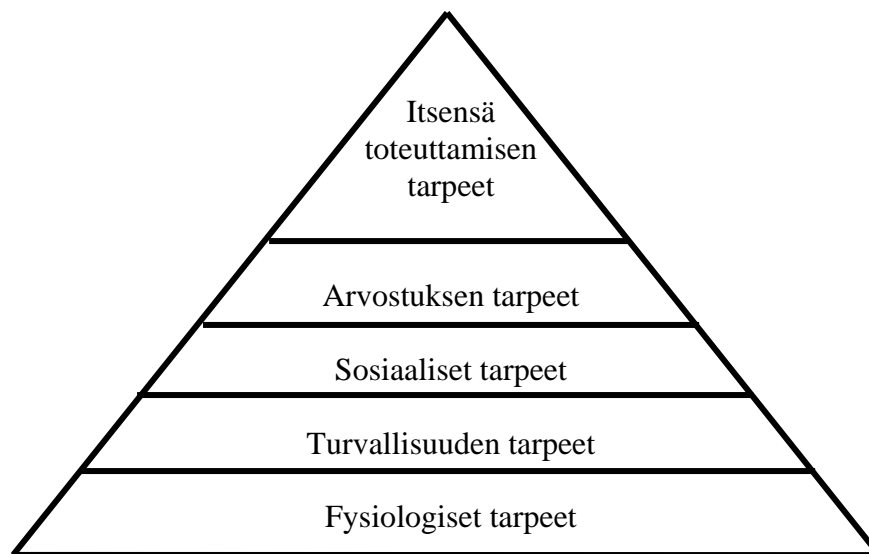 Itsensä
toteuttamisen
tarpeet
Arvostuksen tarpeet
Sosiaaliset tarpeet
Turvallisuuden tarpeet
Fysiologiset tarpeet